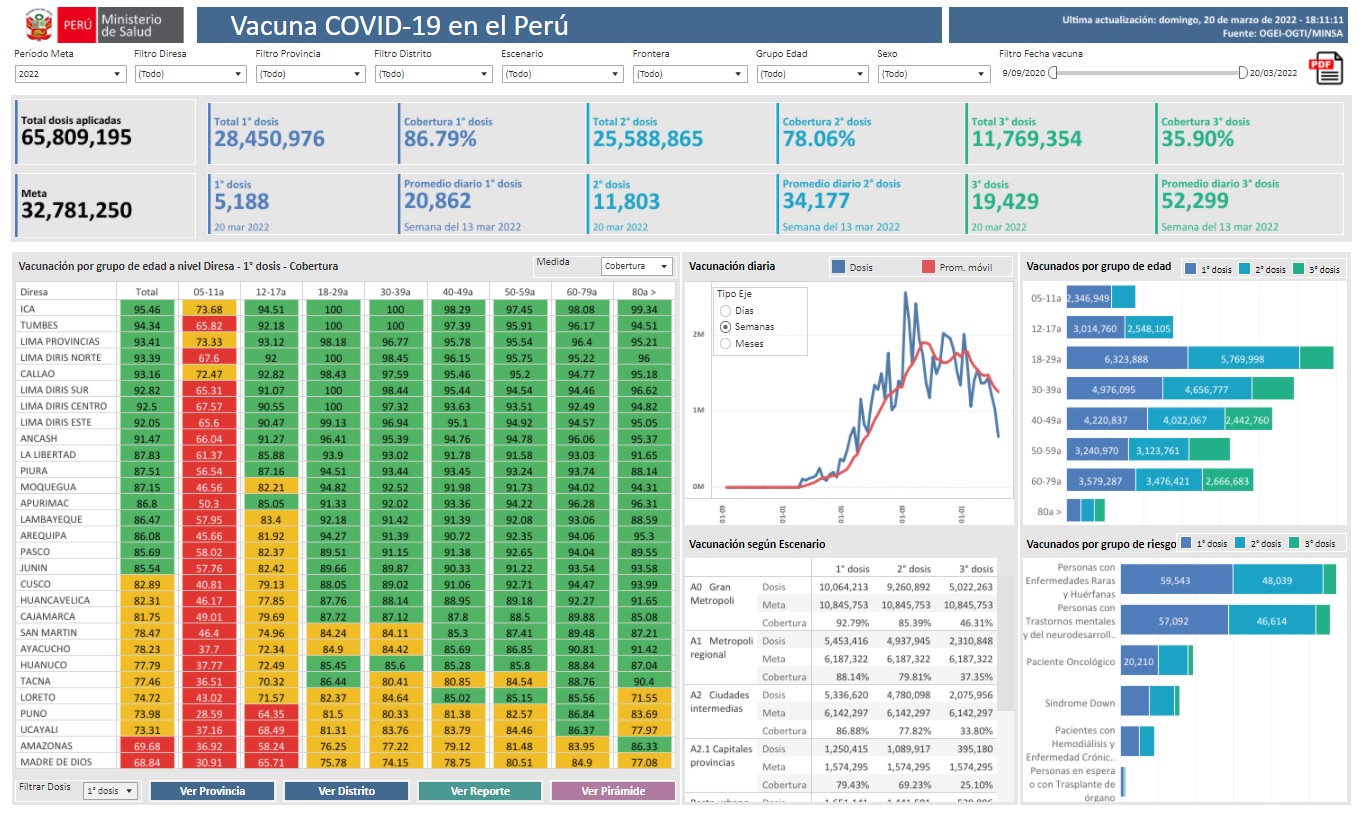 PERÚ
Ministerio
de Salud
Vacuna COVID-19 en el Perú
Ultima actualización: domingo, 20 de marzo de 2022 - 18:11:11
Fuente: OGEI-OGTI/MINSA
Período Meta Filtro Diresa Filtro Provincia Filtro Distrito Escenario Frontera Grupo Edad Sexo Filtro Fecha vacuna
2022 (Todo) (Todo) (Todo) (Todo) (Todo) (Todo) (Todo) 9/09/2020 20/03/2022
PDF
Total dosis aplicadas
65,809,195
Total 1° dosis
28,450,976
Cobertura 1° dosis
86.79%
Total 2° dosis
25,588,865
Cobertura 2° dosis
78.06%
Total 3° dosis
11,769,354
Cobertura 3° dosis
35.90%
Meta
32,781,250
1° dosis
5,188
20 mar 2022
Promedio diario 1° dosis
20,862
Semana del 13 mar 2022
2° dosis
11,803
20 mar 2022
Promedio diario 2° dosis
34,177
Semana del 13 mar 2022
3° dosis
19,429
20 mar 2022
Promedio diario 3° dosis
52,299
Semana del 13 mar 2022
Vacunación por grupo de edad a nivel Diresa - 1° dosis - Cobertura
Medida
Cobertura
Diresa Total 05-11a 12-17a 18-29a 30-39a 40-49a 50-59a 60-79a 80a >
ICA 95.46 73.68 94.51 100 100 98.29 97.45 98.08 99.34
TUMBES 94.34 65.82 92.18 100 100 97.39 95.91 96.17 94.51
LIMA PROVINCIAS 93.41 73.33 93.12 98.18 96.77 95.78 95.54 96.4 95.21
LIMA DIRIS NORTE 93.39 67.6 92 100 98.45 96.15 95.75 95.22 96
CALLAO 93.16 72.47 92.82 98.43 97.59 95.46 95.2 94.77 95.18
LIMA DIRIS SUR 92.82 65.31 91.07 100 98.44 95.44 94.54 94.46 96.62
LIMA DIRIS CENTRO 92.5 67.57 90.55 100 97.32 93.63 93.51 92.49 94.82
LIMA DIRIS ESTE 92.05 65.6 90.47 99.13 96.94 95.1 94.92 94.57 95.05
ANCASH 91.47 66.04 91.27 96.41 95.39 94.76 94.78 96.06 95.37
LA LIBERTAD 87.83 61.37 85.88 93.9 93.02 91.78 91.58 93.03 91.65
PIURA 87.51 56.54 87.16 94.51 93.44 93.45 93.24 93.74 88.14
MOQUEGUA 87.15 46.56 82.21 94.82 92.52 91.98 91.73 94.02 94.31
APURIMAC 86.8 50.3 85.05 91.33 92.02 93.36 94.22 96.28 96.31
LAMBAYEQUE 86.47 57.95 83.4 92.18 91.42 91.39 92.08 93.06 88.59
AREQUIPA 86.08 45.66 81.92 94.27 91.39 90.72 92.35 94.06 95.3
PASCO 85.69 58.02 82.37 89.51 91.15 91.38 92.65 94.04 89.55
JUNIN 85.54 57.76 82.42 89.66 89.87 90.33 91.22 93.23 91.65
CUSCO 82.89 40.81 79.13 88.05 89.02 91.06 92.71 94.47 93.99
HUANCAVELICA 82.31 46.17 77.85 87.76 88.14 88.95 89.18 92.27 91.65
CAJAMARCA 81.75 49.01 79.69 87.72 87.12 87.8 88.5 89.88 85.08
SAN MARTIN 78.47 46.4 74.96 84.24 84.11 85.3 87.41 89.48 87.21
AYACUCHO 78.23 37.7 72.34 84.9 84.42 85.69 86.85 90.81 91.42
HUANUCO 77.79 37.77 72.49 85.45 85.6 85.28 85.8 88.84 87.04
TACNA 77.46 36.51 70.32 86.44 80.41 80.85 84.54 88.76 90.4
LORETO 74.72 43.02 71.57 82.37 84.64 85.02 85.15 85.56 71.55
PUNO 73.98 28.59 64.35 81.5 80.33 81.38 82.57 86.84 83.69
UCAYALI 73.31 37.16 68.49 81.31 83.76 83.79 84.46 86.37 77.97
AMAZONAS 69.68 36.92 58.24 76.25 77.22 79.12 81.48 83.95 86.33
MADRE DE DIOS 68.84 30.91 65.71 75.78 74.15 78.75 80.51 84.9 77.08
Filtrar Dosis 1° dosis Ver Provincia Ver Distrito Ver Reporte Ver Pirámide
Vacunación diaria
Dosis Prom. móvil
Tipo Eje
Días
Semanas
Meses
2M
1M
0M
01-09 01-01 01-05 01-09 01-01
Vacunación según Escenario
1° dosis 2° dosis 3° dosis
A0 Gran Metropoli Dosis 10,064,213 9,260,892 5,022,263
Meta 10,845,753 10,845,753 10,845,753
Cobertura 92.79% 85.39% 46.31%
A1 Metropoli regional Dosis 5,453,416 4,937,945 2,310,848
Meta 6,187,322 6,187,322 6,187,322
Cobertura 88.14% 79.81% 37.35%
A2 Ciudades intermedias Dosis 5,336,620 4,780,098 2,075,956
Meta 6,142,297 6,142,297 6,142,297
Cobertura 86.88% 77.82% 33.80%
A2.1 Capitales provincias Dosis 1,250,415 1,089,917 395,180
Meta 1,574,295 1,574,295 1,574,295
Cobertura 79.43% 69.23% 25.10%
Vacunados por grupo de edad
1° dosis 2° dosis 3° dosis
05-11a 2,346,949
12-17a 3,014,760 2,548,105
18-29a 6,323,888 5,769,998
30-39a 4,976,095 4,656,777
40-49a 4,220,837 4,022,067 2,442,760
50-59a 3,240,970 3,123,761
60-79a 3,579,287 3,476,421 2,666,683
80a >
Vacunados por grupo de riesgo
1° dosis 2° dosis 3° dosis
Personas con
Enfermedades Raras
y Huérfanas
59,543 48,039
Personas con
Trastornos mentales
y del neurodesarroll..
57,092 46,614
Paciente Oncológico 20,210
Síndrome Down
Pacientes con
Hemodiálisis y
Enfermedad Crónic..
Personas en espera
o con Trasplante de
órgano